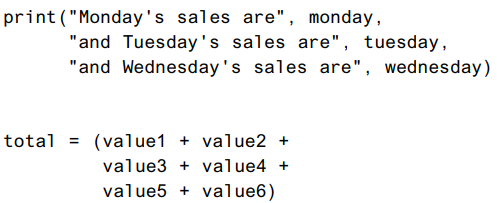 print("Monday's sales are", monday,
      "and Tuesday's sales are", tuesday,
      "and Wednesday's sales are", wednesday)
total = (value1 + value2 +
         value3 + value4 +
         value5 + value6)